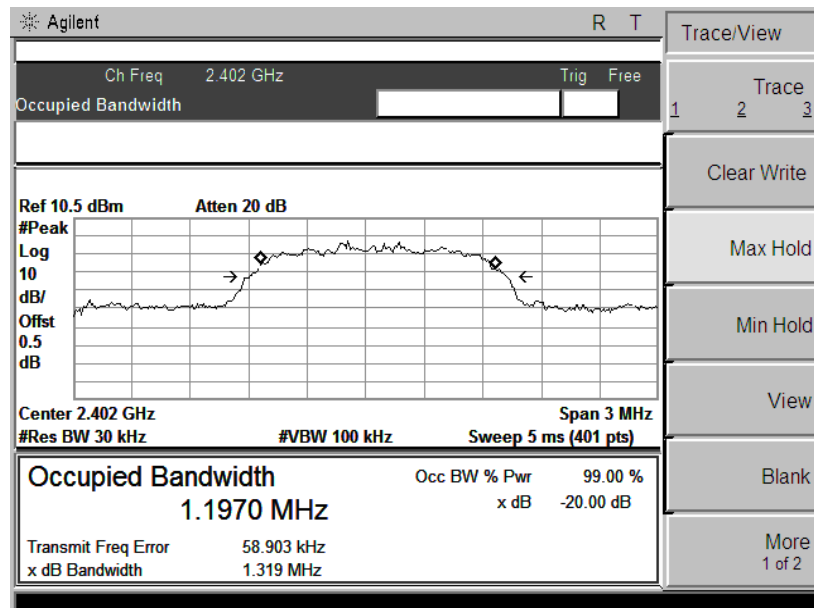 Agilent
R T
Trace/View
Ch Freq 2.402 GHz Trig Free
Occupied Bandwidth
Trace
1 2 3
Clear Write
Ref 10.5 dBm Atten 20 dB
#Peak
Log
10
dB/
Offst
0.5
dB
Max Hold
Min Hold
View
Center 2.402 GHz Span 3 MHz
#Res BW 30 kHz #VBW 100 kHz Sweep 5 ms (401 pts)
Occupied Bandwidth
1.1970 MHz
Occ BW % Pwr 99.00 %
x dB -20.00 dB
Transmit Freq Error 58.903 kHz
x dB Bandwidth 1.319 MHz
Blank
More
1 of 2